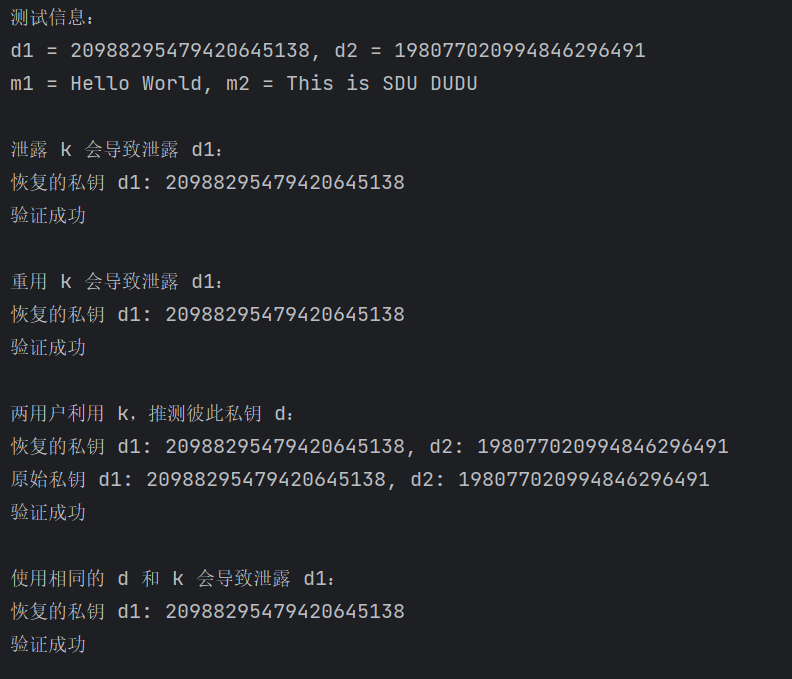 测试信息：
d1 = 20988295479420645138, d2 = 198077020994846296491
m1 = Hello World, m2 = This is SDU DUDU
泄露 k 会导致泄露 d1：
恢复的私钥 d1: 20988295479420645138
验证成功
重用 k 会导致泄露 d1：
恢复的私钥 d1: 20988295479420645138
验证成功
两用户利用 k，推测彼此私钥 d：
恢复的私钥 d1: 20988295479420645138, d2: 198077020994846296491
原始私钥 d1: 20988295479420645138, d2: 198077020994846296491
验证成功
使用相同的 d 和 k 会导致泄露 d1：
恢复的私钥 d1: 20988295479420645138
验证成功